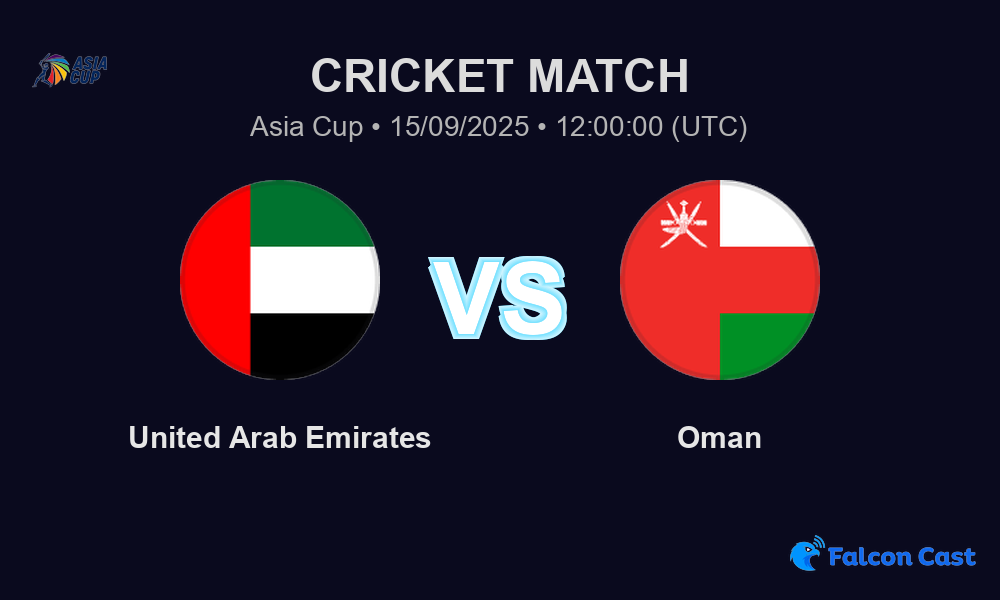 ASIA
CUP
CRICKET MATCH
Asia Cup • 15/09/2025 • 12:00:00 (UTC)
VS
United Arab Emirates
Oman
Falcon Cast